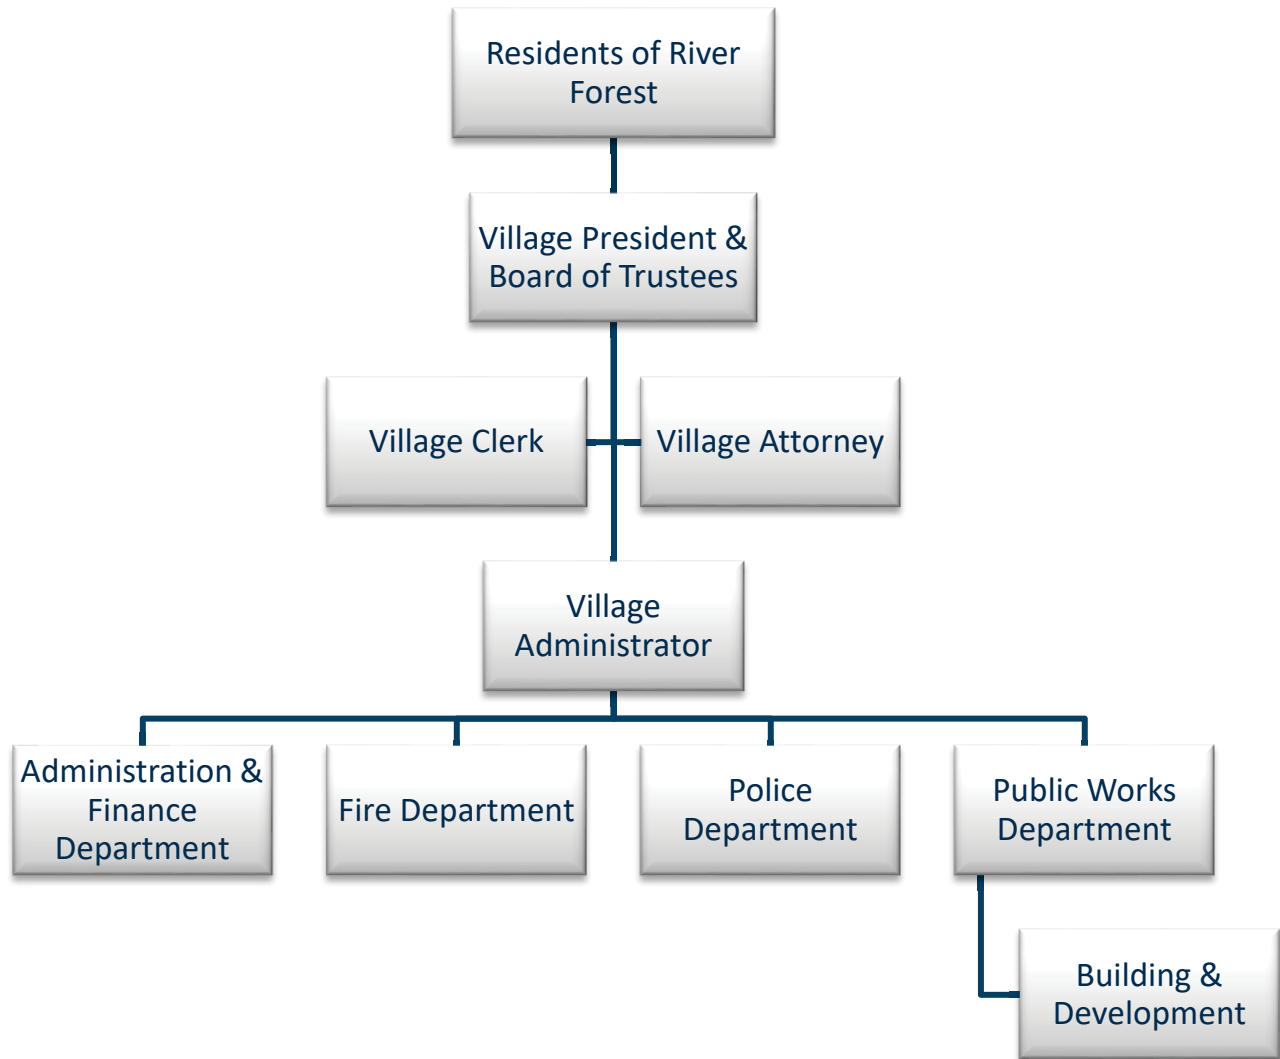 Residents of River
Forest
Village President &
Board of Trustees
Village Clerk
Village Attorney
Village
Administrator
Administration &
Finance
Department
Fire Department
Police
Department
Public Works
Department
Building &
Development